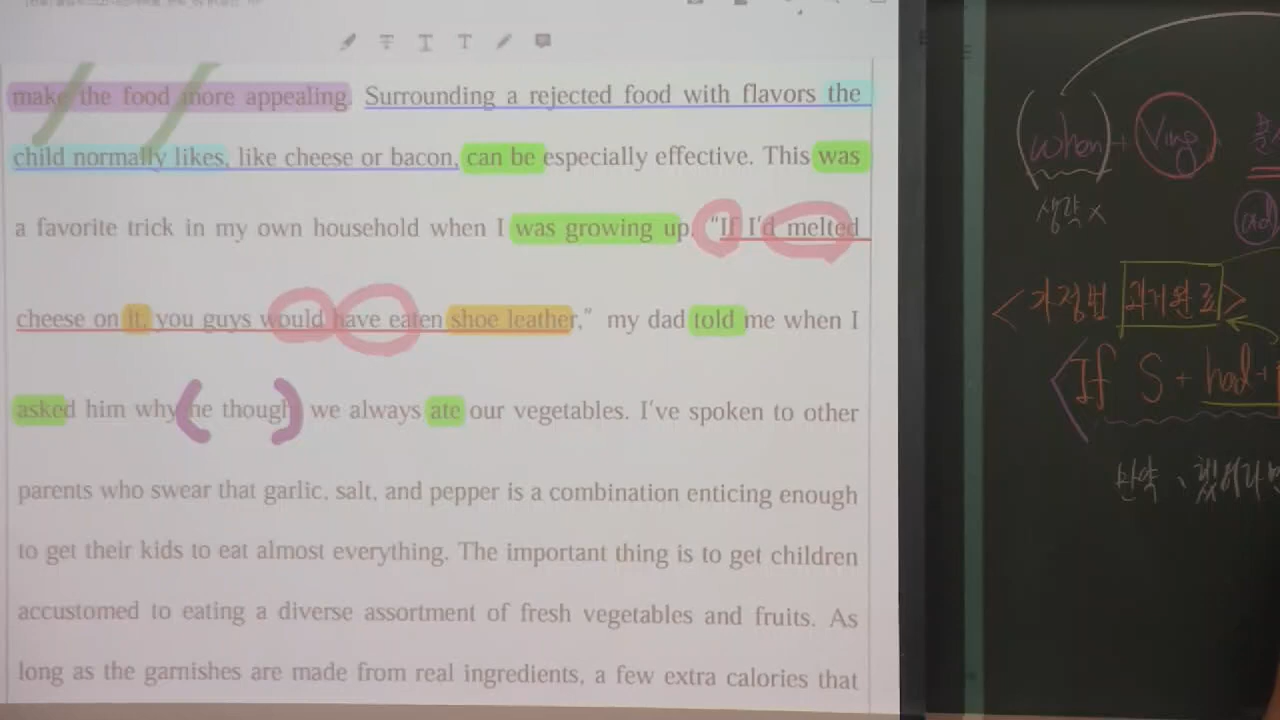 make the food more appealing. Surrounding a rejected food with flavors the
child normally likes, like cheese or bacon, can be especially effective. This was
a favorite trick in my own household when I was growing up. “If I’d melted
cheese on it, you guys would have eaten shoe leather,” my dad told me when I
asked him why he though we always ate our vegetables. I’ve spoken to other
parents who swear that garlic, salt, and pepper is a combination enticing enough
to get their kids to eat almost everything. The important thing is to get children
accustomed to eating a diverse assortment of fresh vegetables and fruits. As
long as the garnishes are made from real ingredients, a few extra calories that
(when) + Ving
생략 x
<가정법 과거완료>
If S + had +
만약